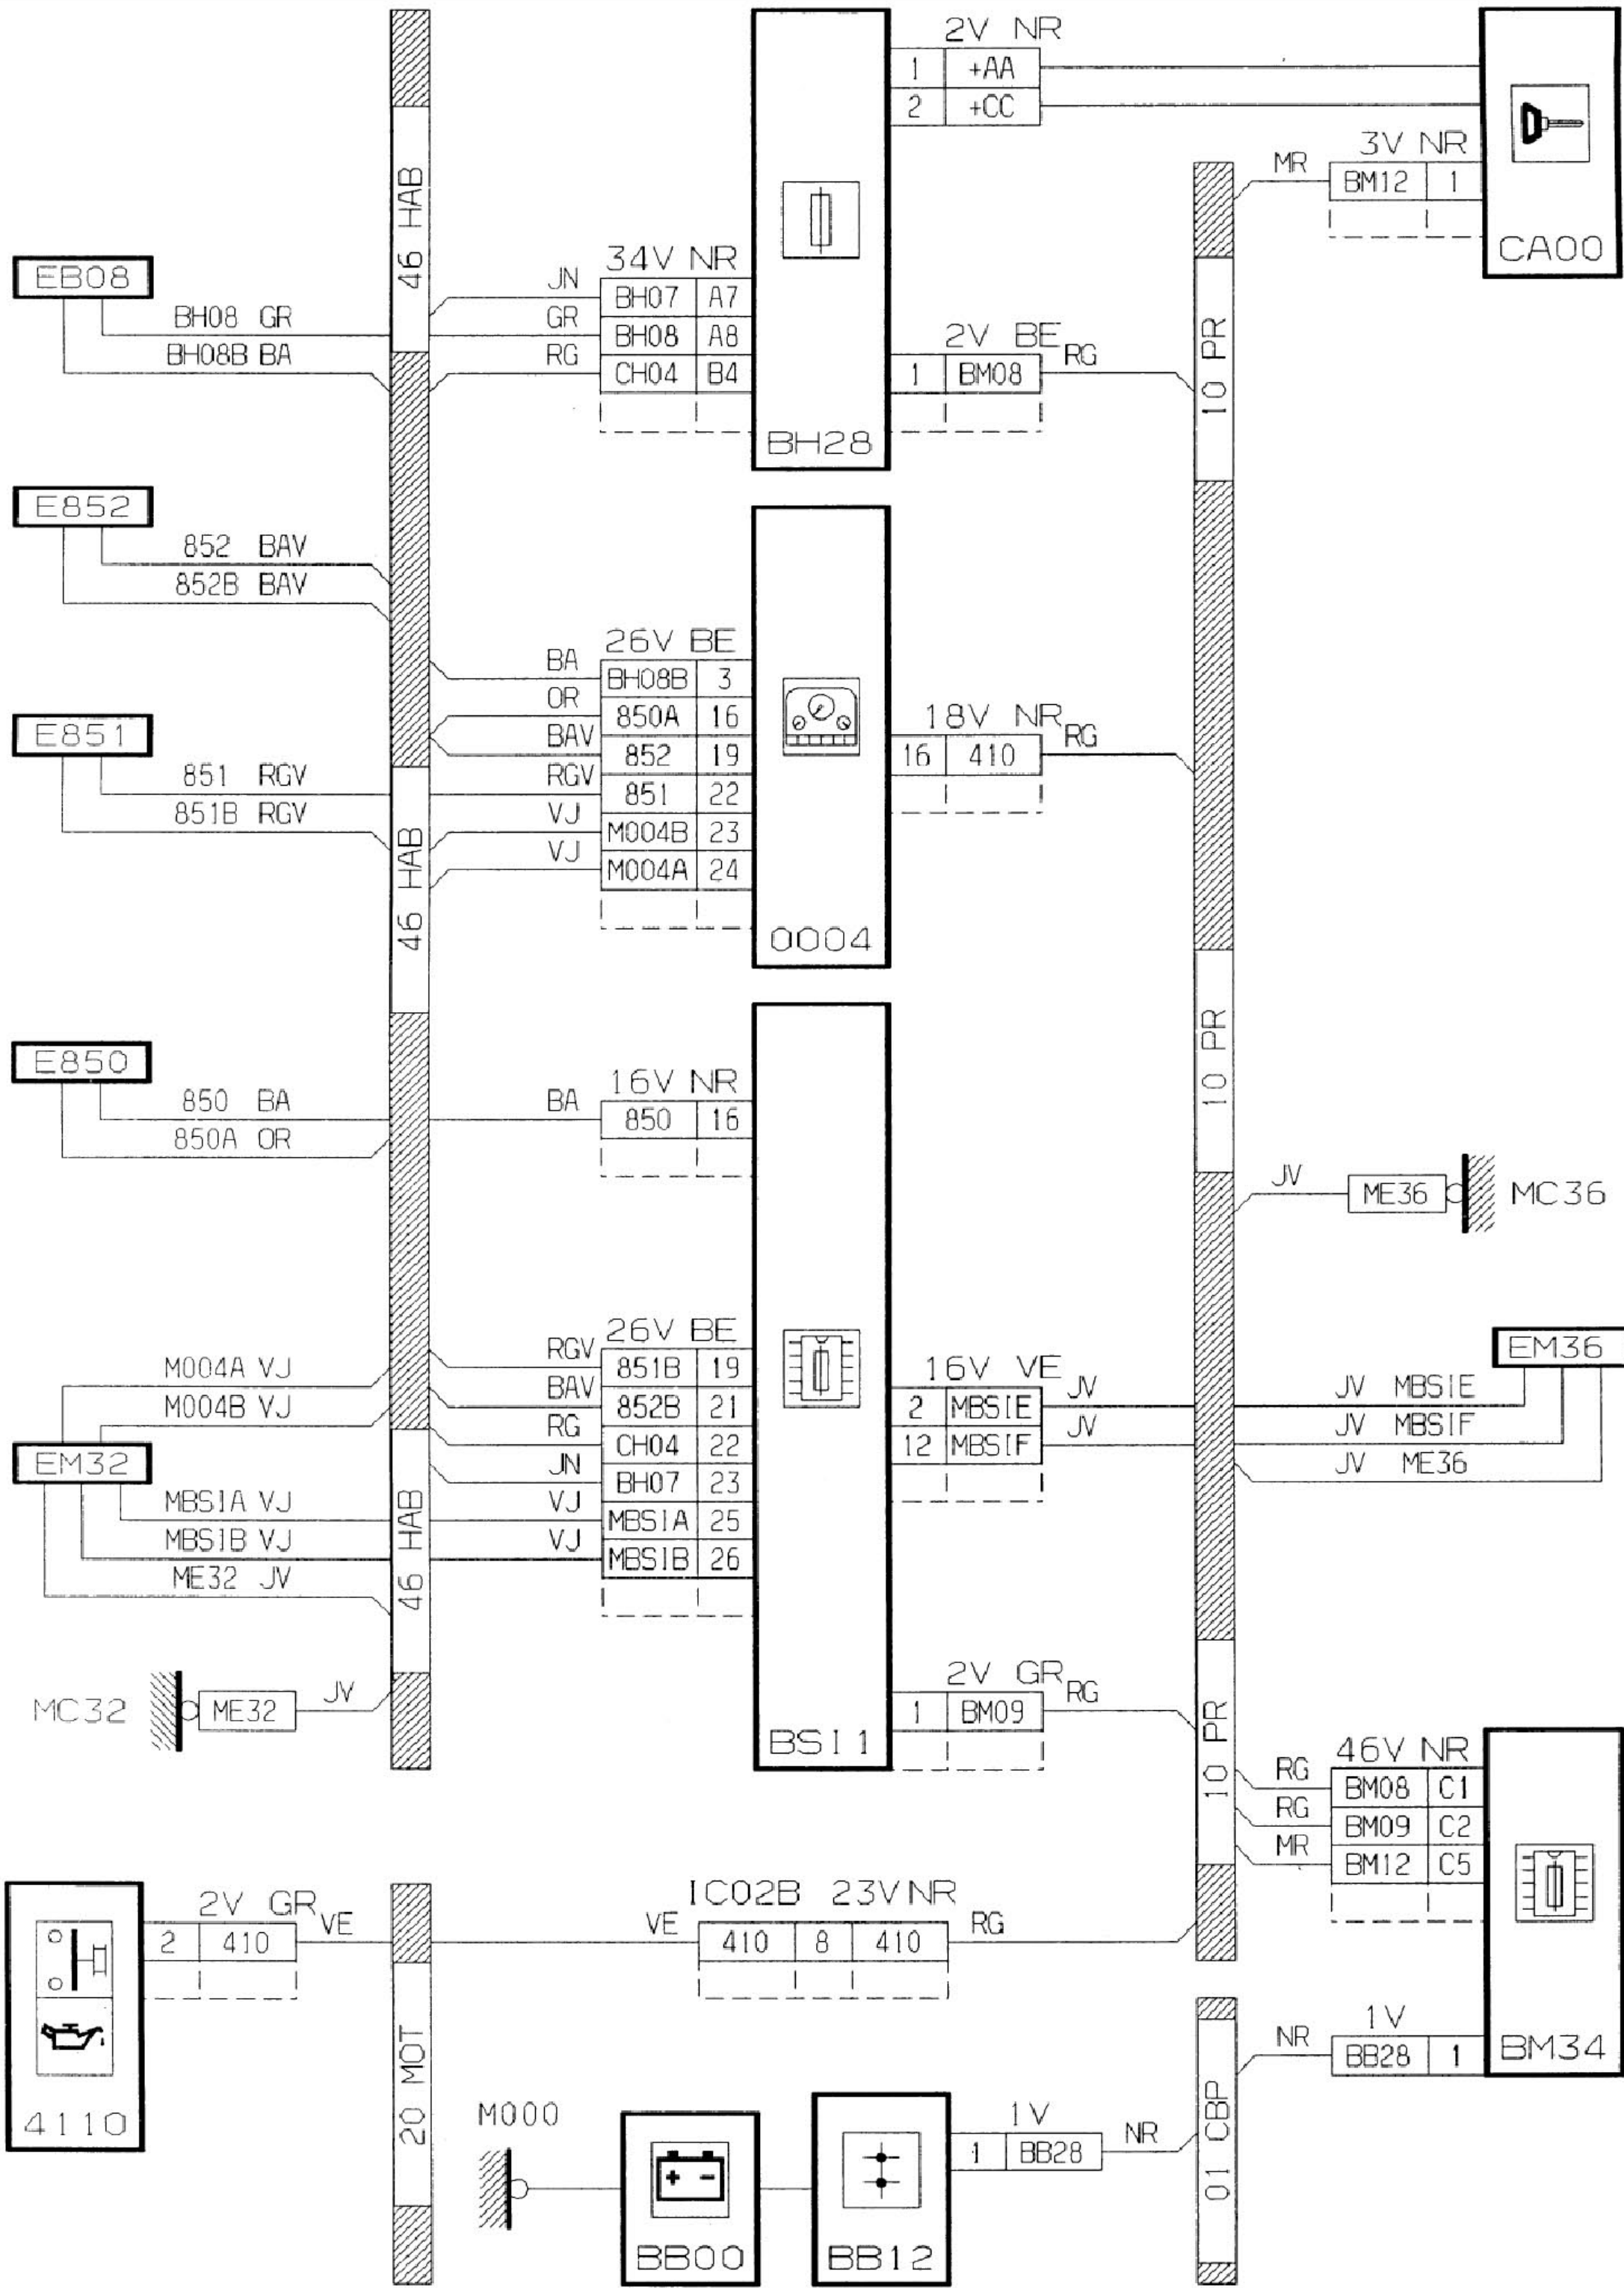 2V NR
1 +AA
2 +CC
3V NR
MR BM12 1
CA00
46 HAB
EB08
BH08 GR
BH08B BA
34V NR
JN BH07 A7
GR BH08 A8
RG CH04 B4
BH28
2V BE
1 BM08 RG
10 PR
E852
852 BAV
852B BAV
26V BE
BA BH08B 3
OR 850A 16
BAV 852 19
RGV 851 22
VJ M004B 23
VJ M004A 24
0004
18V NR
16 410 RG
E851
851 RGV
851B RGV
46 HAB
10 PR
E850
850 BA
850A OR
16V NR
BA 850 16
JV ME36 MC36
M004A VJ
M004B VJ
EM32
MBS1A VJ
MBS1B VJ
ME32 JV
46 HAB
26V BE
RGV 851B 19
BAV 852B 21
RG CH04 22
JN BH07 23
VJ MBS1A 25
VJ MBS1B 26
16V VE
2 MBSIE JV
12 MBSIF JV
EM36
JV MBSIE
JV MBSIF
JV ME36
MC32 ME32 JV
2V GR
1 BM09 RG
BSI1
10 PR
46V NR
RG BM08 C1
RG BM09 C2
MR BM12 C5
BM34
2V GR
2 410 VE
4110
20 MOT
IC02B 23V NR
VE 410 8 410 RG
1V
NR BB28 1
01 CBP
M000
BB00
+ -
BB12
1V
1 BB28 NR